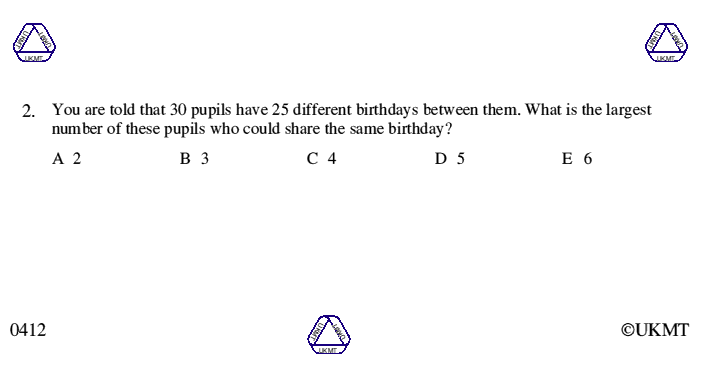 UKMT UKMT UKMT
UKMT UKMT UKMT
2. You are told that 30 pupils have 25 different birthdays between them. What is the largest
number of these pupils who could share the same birthday?
A 2 B 3 C 4 D 5 E 6
0412
UKMT UKMT UKMT
©UKMT